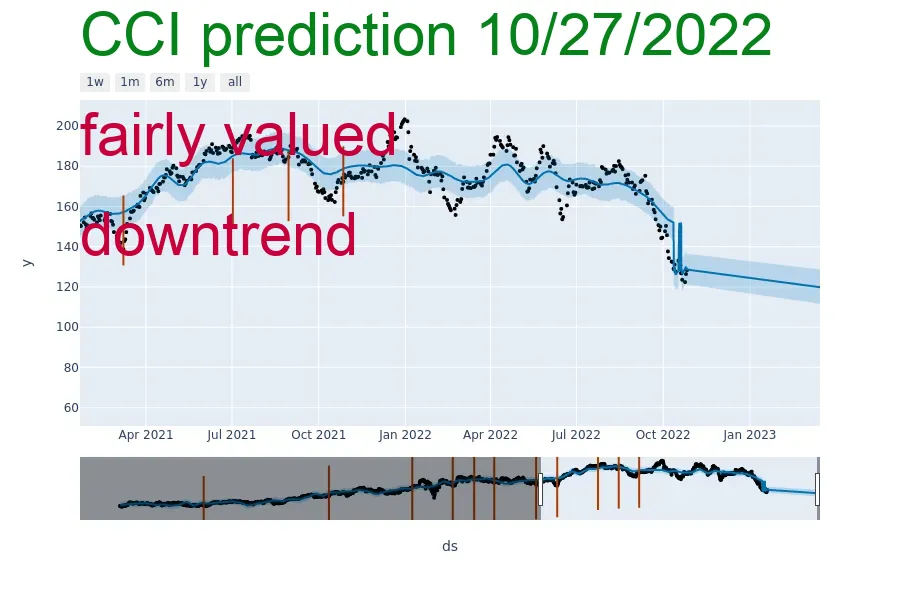 CCI prediction 10/27/2022
1w 1m 6m 1y all
fairly valued
downtrend
200
180
160
140
120
100
80
60
y
Apr 2021 Jul 2021 Oct 2021 Jan 2022 Apr 2022 Jul 2022 Oct 2022 Jan 2023
ds